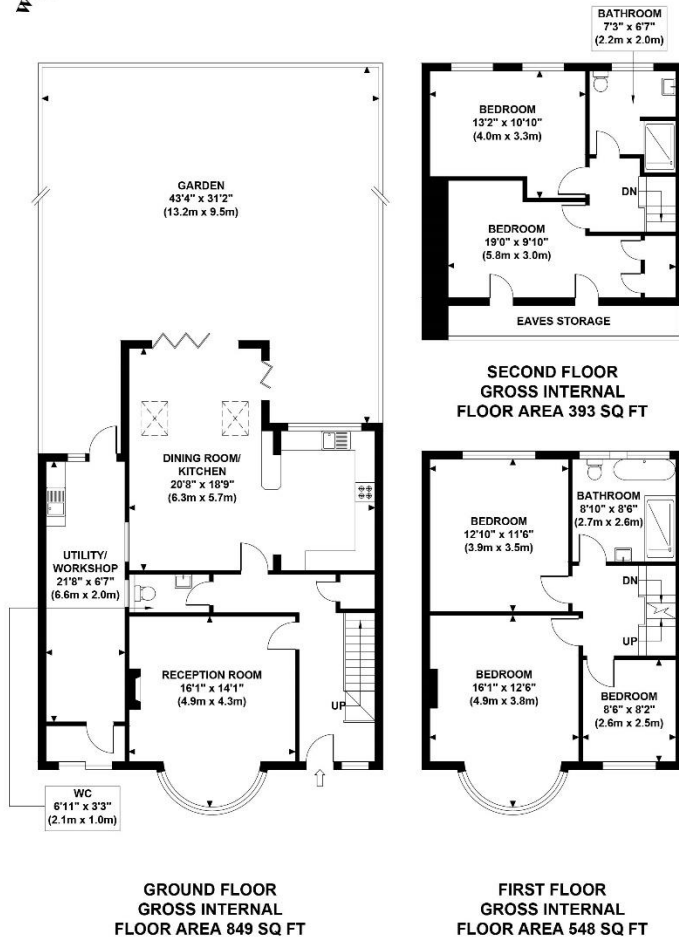 BATHROOM
7'3" x 6'7"
(2.2m x 2.0m)
BEDROOM
13'2" x 10'10"
(4.0m x 3.3m)
DN
BEDROOM
19'0" x 9'10"
(5.8m x 3.0m)
EAVES STORAGE
SECOND FLOOR
GROSS INTERNAL
FLOOR AREA 393 SQ FT
GARDEN
43'4" x 31'2"
(13.2m x 9.5m)
DINING ROOM/
KITCHEN
20'8" x 18'9"
(6.3m x 5.7m)
UTILITY/
WORKSHOP
21'8" x 6'7"
(6.6m x 2.0m)
RECEPTION ROOM
16'1" x 14'1"
(4.9m x 4.3m)
UP
WC
6'11" x 3'3"
(2.1m x 1.0m)
GROUND FLOOR
GROSS INTERNAL
FLOOR AREA 849 SQ FT
BEDROOM
12'10" x 11'6"
(3.9m x 3.5m)
BATHROOM
8'10" x 8'6"
(2.7m x 2.6m)
DN
UP
BEDROOM
16'1" x 12'6"
(4.9m x 3.8m)
BEDROOM
8'6" x 8'2"
(2.6m x 2.5m)
FIRST FLOOR
GROSS INTERNAL
FLOOR AREA 548 SQ FT